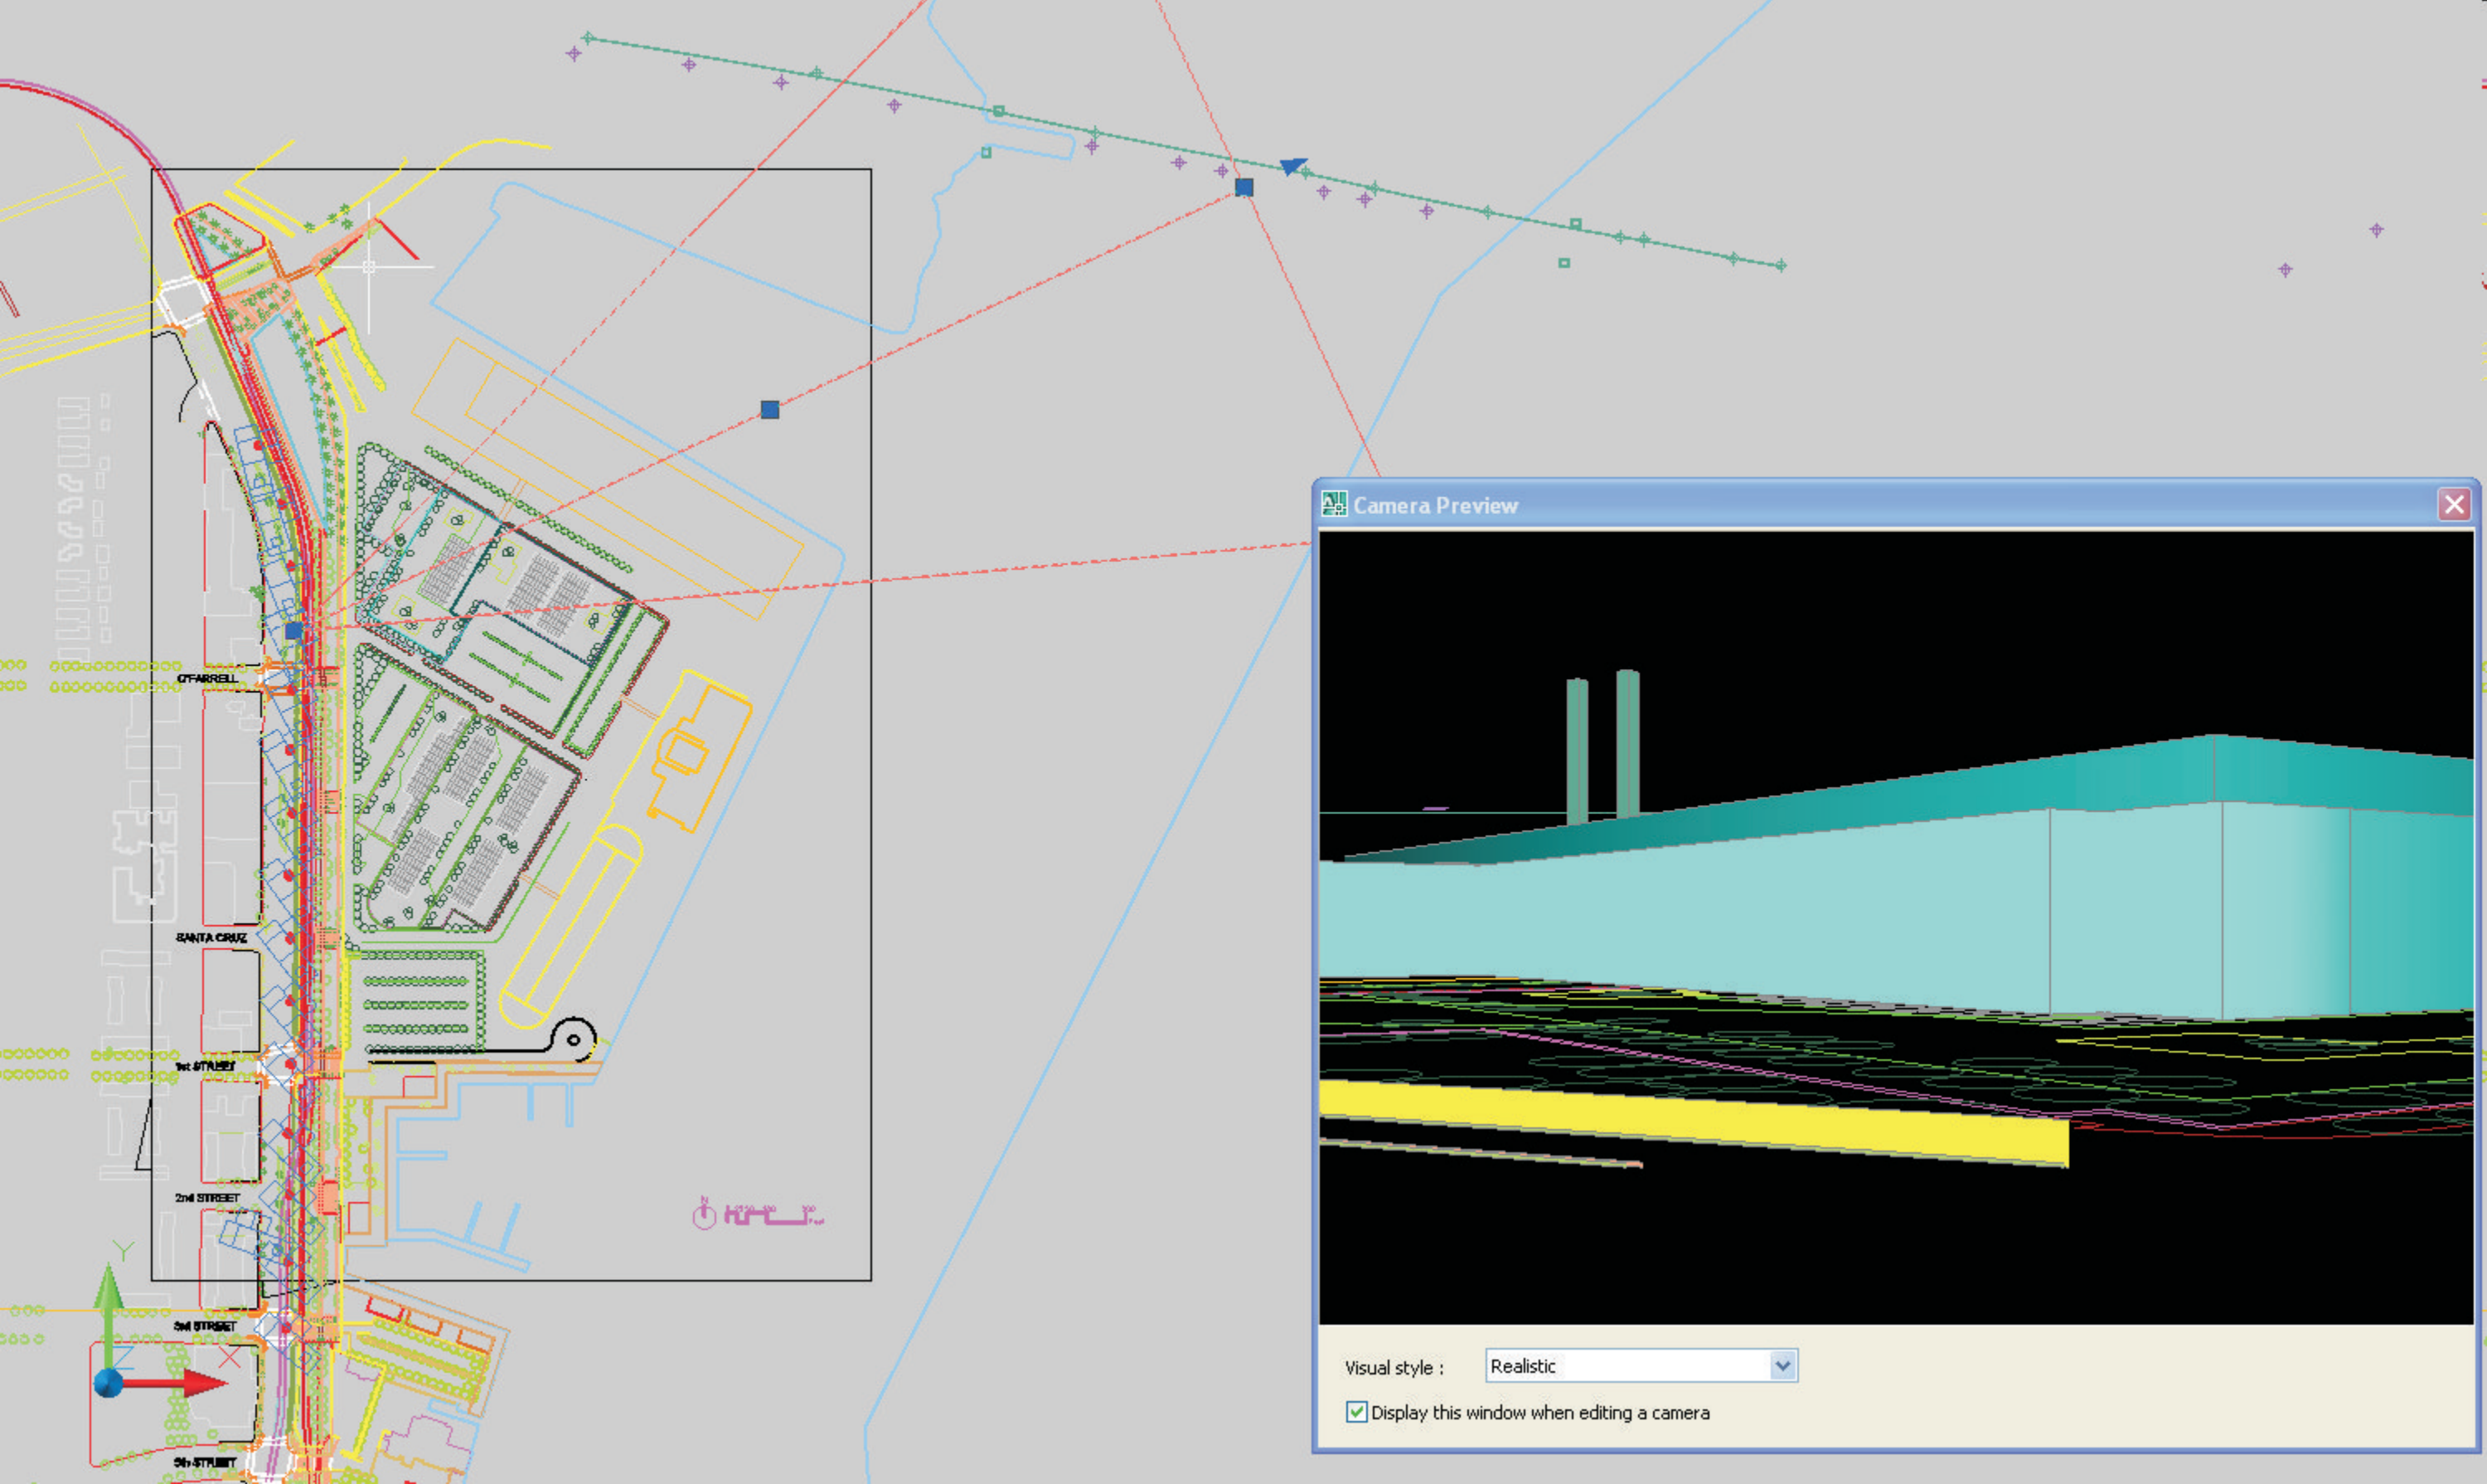 Camera Preview
O'FARRELL
SANTA CRUZ
1st STREET
2nd STREET
3rd STREET
5th STREET
N
Y
Z
X
Visual style :
Realistic
Display this window when editing a camera